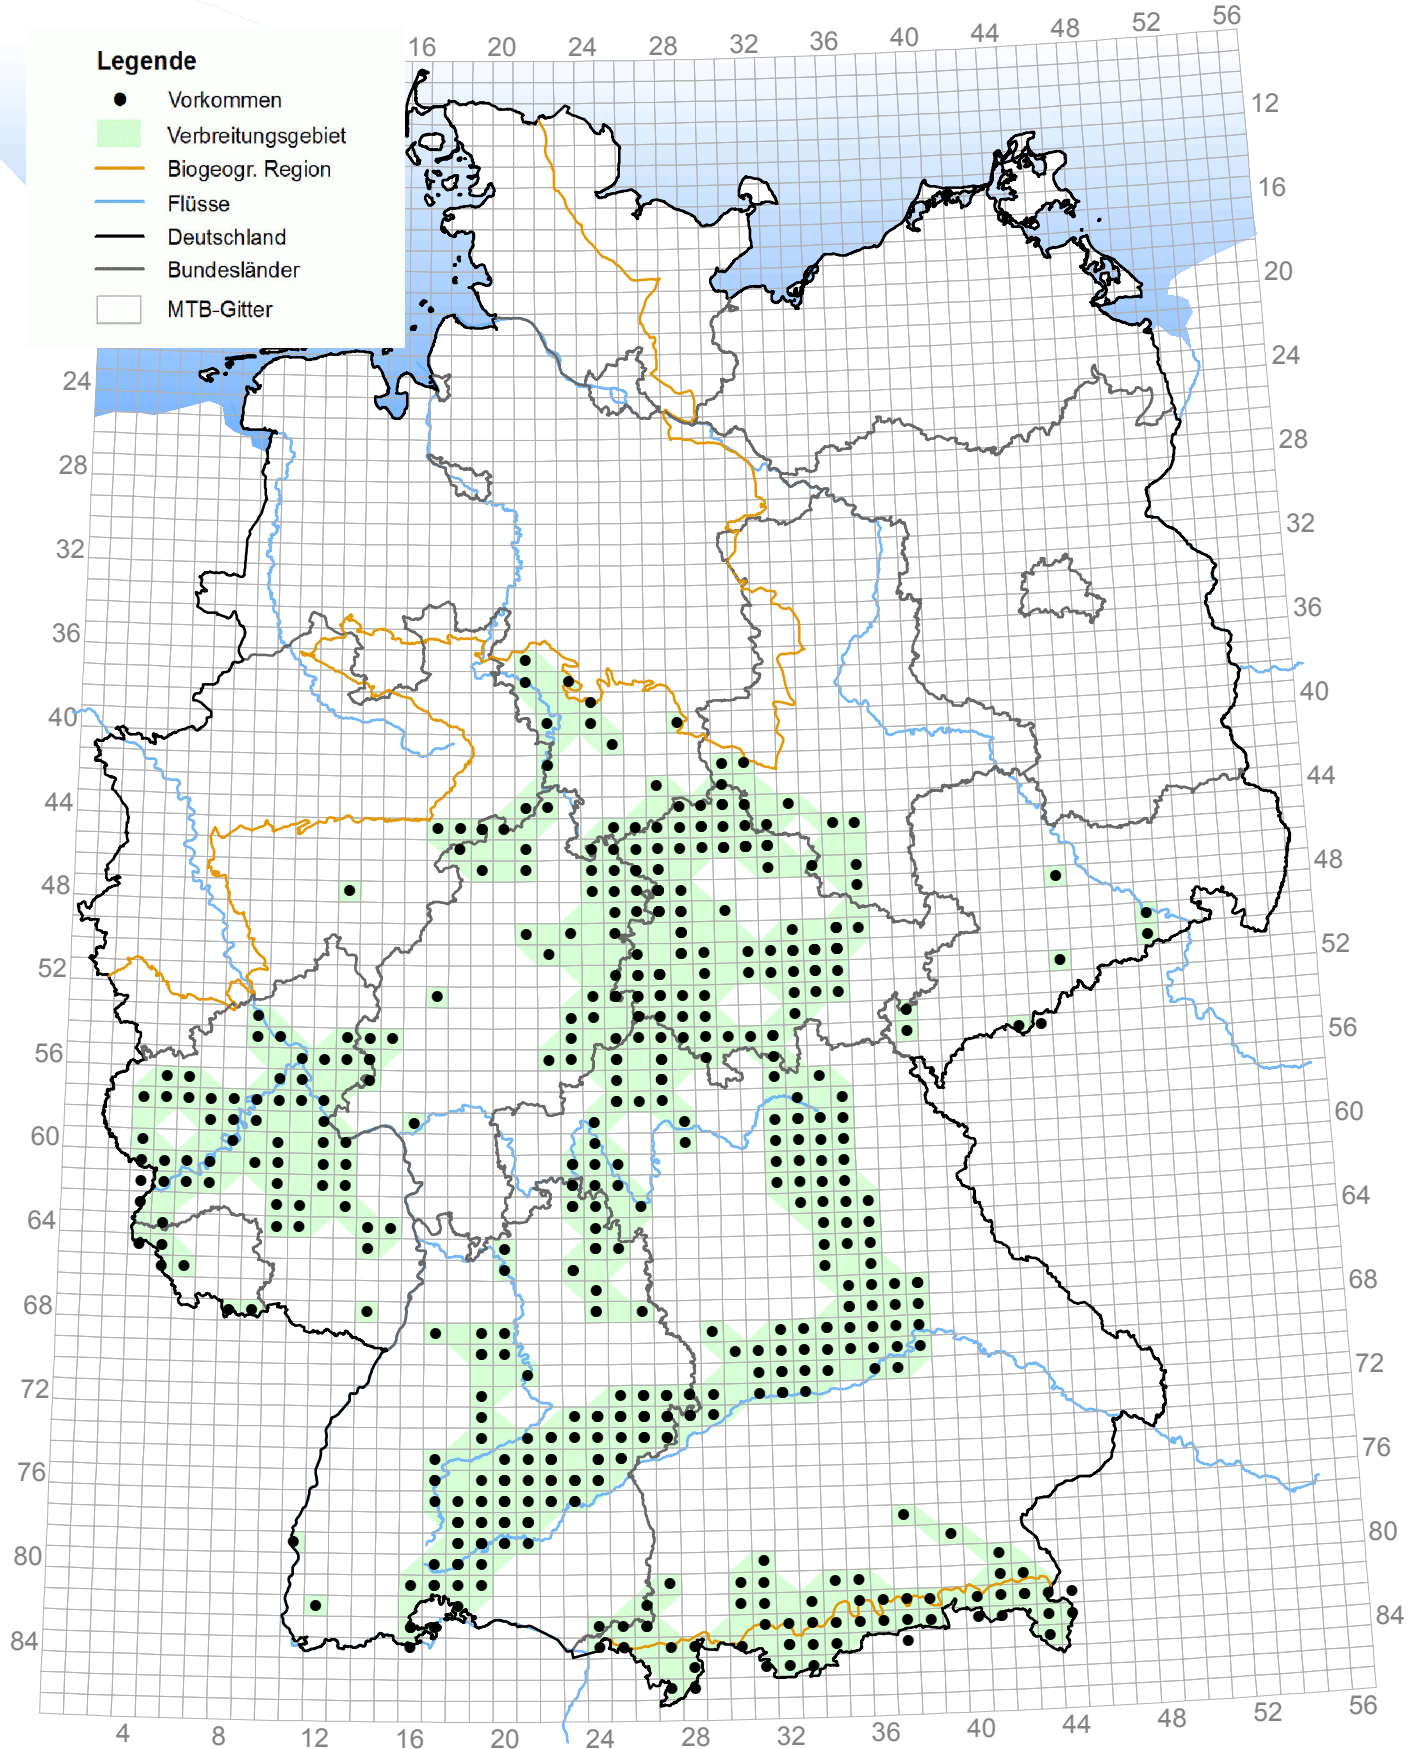 16 20 24 28 32 36 40 44 48 52 56
Legende
Vorkommen
Verbreitungsgebiet
Biogeogr. Region
Flüsse
Deutschland
Bundesländer
MTB-Gitter
12
16
20
24 24
28 28
32 32
36 36
40 40
44 44
48 48
52 52
56 56
60 60
64 64
68 68
72 72
76 76
80 80
84 84
4 8 12 16 20 24 28 32 36 40 44 48 52 56